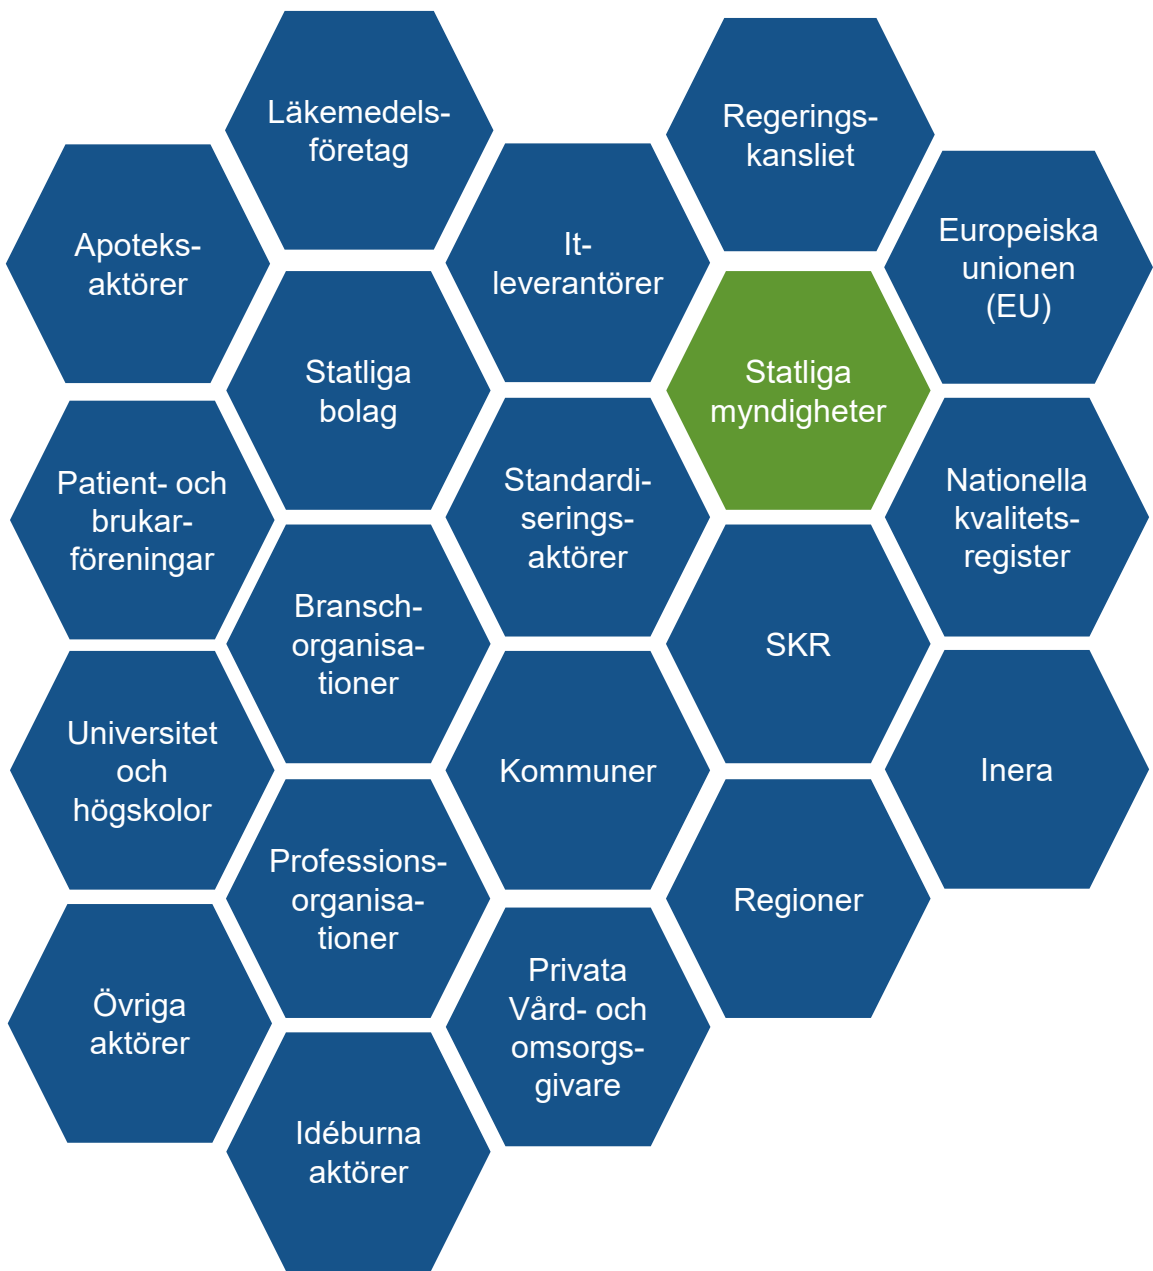 Läkemedels-
företag
Regerings-
kansliet
Apoteks-
aktörer
It-
leverantörer
Europeiska
unionen
(EU)
Statliga
bolag
Statliga
myndigheter
Patient- och
brukar-
föreningar
Standardi-
serings-
aktörer
Nationella
kvalitets-
register
Bransch-
organisa-
tioner
SKR
Universitet
och
högskolor
Kommuner
Inera
Professions-
organisa-
tioner
Regioner
Övriga
aktörer
Privata
Vård- och
omsorgs-
givare
Idéburna
aktörer